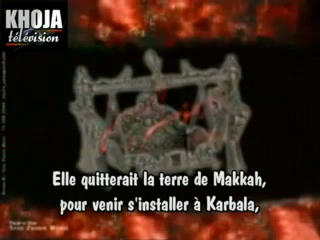 KHOJA
télévision
Elle quitterait la terre de Makkah,
pour venir s'installer à Karbala,